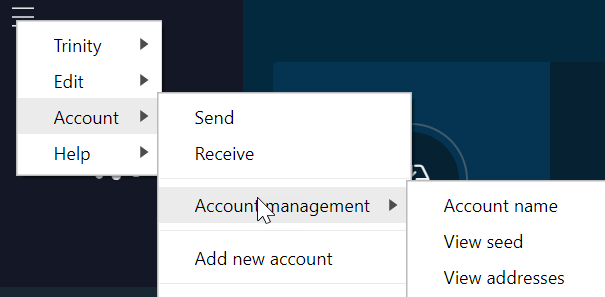 Trinity
Edit
Account
Help
Send
Receive
Account management
Add new account
Account name
View seed
View addresses